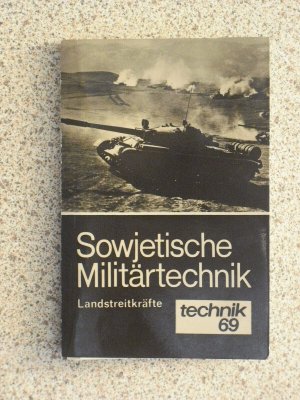 Sowjetische
Militärtechnik
Landstreitkräfte
technik
69